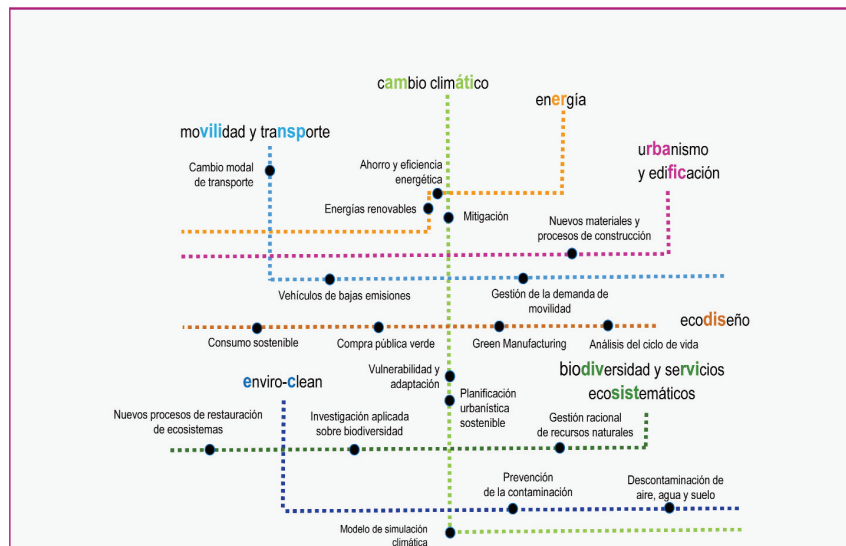 cambio climático
energía
movilidad y transporte
urbanismo
y edificación
Cambio modal
de transporte
Ahorro y eficiencia
energética
Energías renovables
Mitigación
Nuevos materiales y
procesos de construcción
Vehículos de bajas emisiones
Gestión de la demanda de
movilidad
ecodiseño
Consumo sostenible
Compra pública verde
Green Manufacturing
Análisis del ciclo de vida
Vulnerabilidad y
adaptación
biodiversidad y servicios
ecosistemáticos
enviro-clean
Planificación
urbanística
sostenible
Nuevos procesos de restauración
de ecosistemas
Investigación aplicada
sobre biodiversidad
Gestión racional
de recursos naturales
Prevención
de la contaminación
Descontaminación de
aire, agua y suelo
Modelo de simulación
climática